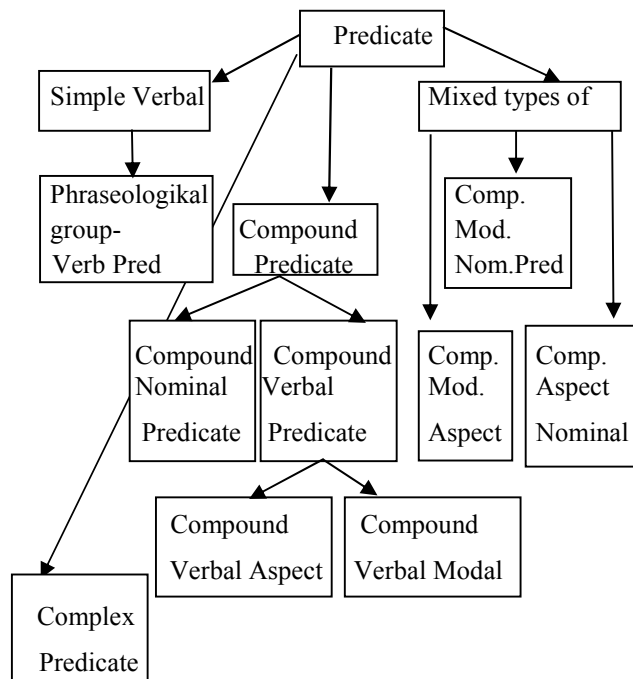 Predicate
Simple Verbal
Mixed types of
Phraseologikal
group-
Verb Pred
Comp.
Mod.
Nom.Pred
Compound
Predicate
Compound
Nominal
Predicate
Compound
Verbal
Predicate
Comp.
Mod.
Aspect
Comp.
Aspect
Nominal
Compound
Verbal Aspect
Compound
Verbal Modal
Complex
Predicate